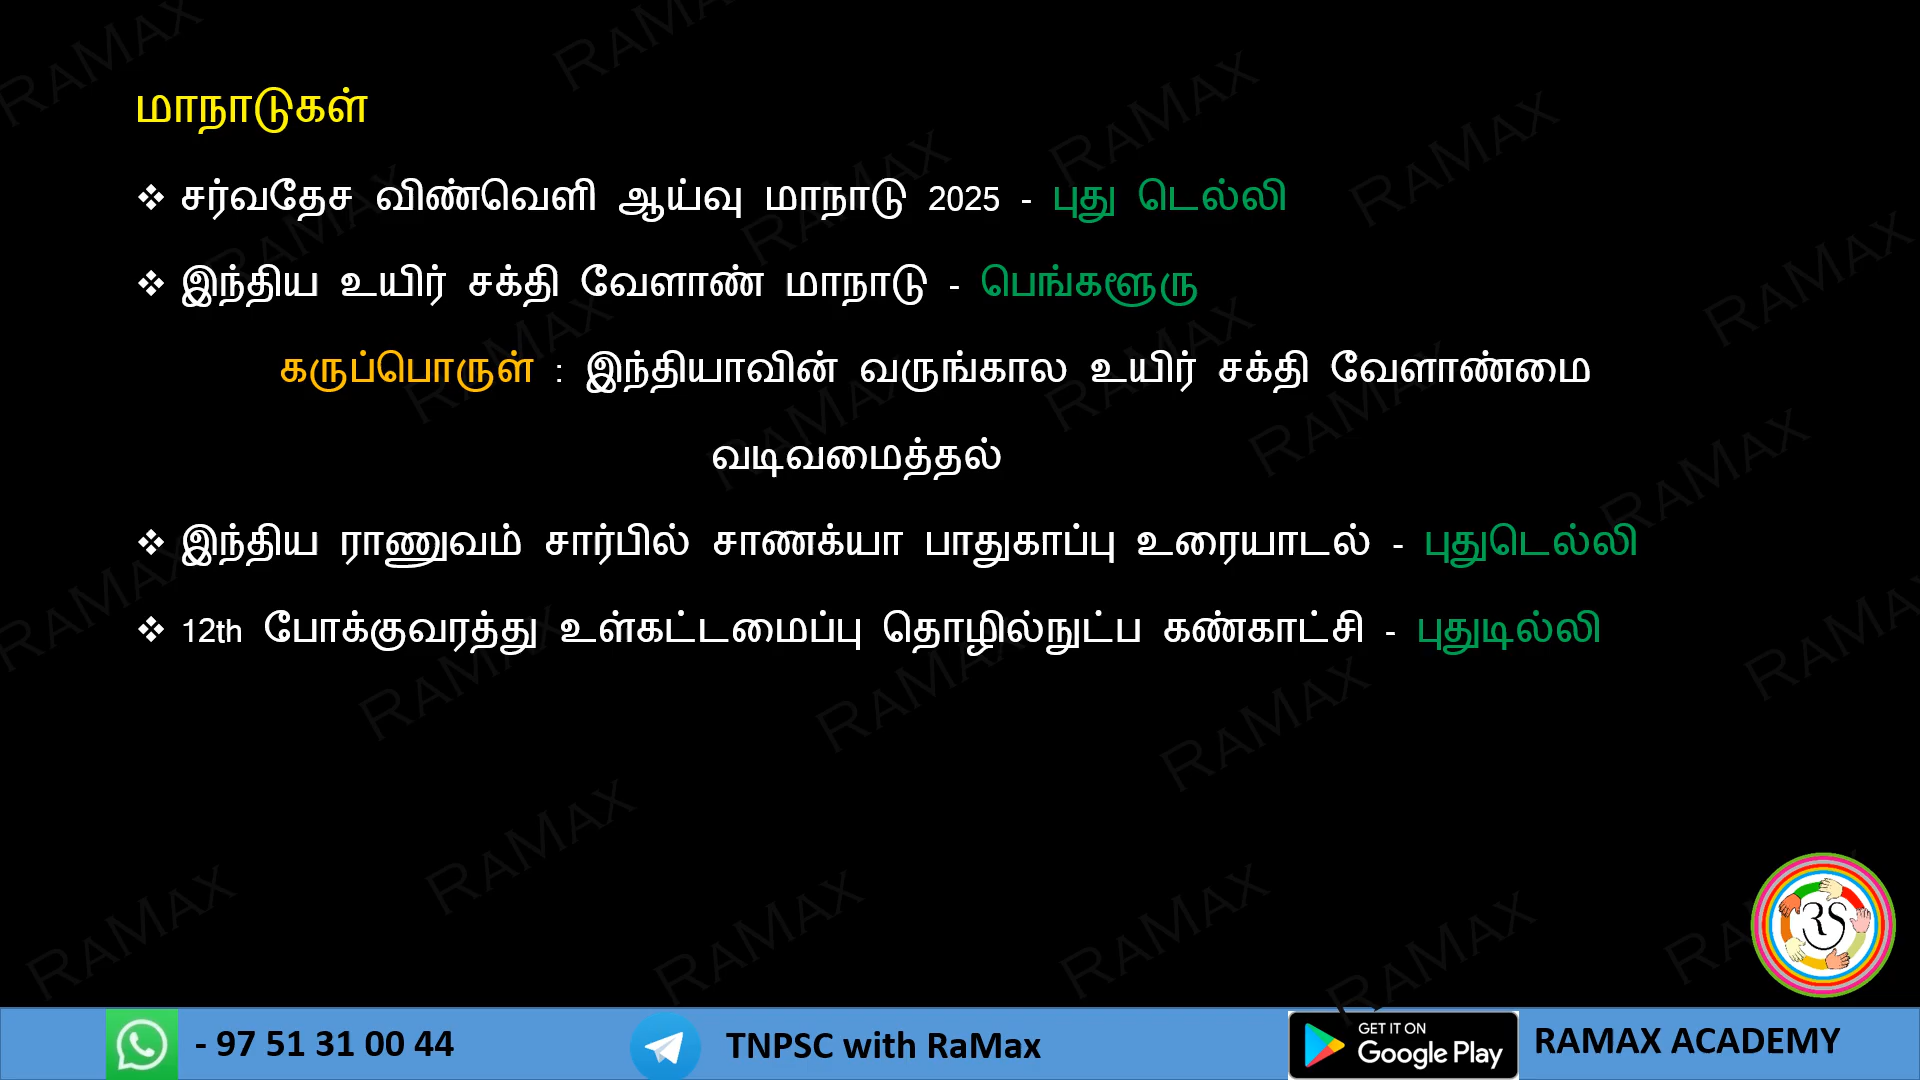 மாநாடுகள்
❖ சர்வதேச விண்வெளி ஆய்வு மாநாடு 2025 - புது டெல்லி
❖ இந்திய உயிர் சக்தி வேளாண் மாநாடு - பெங்களூரு
கருப்பொருள் : இந்தியாவின் வருங்கால உயிர் சக்தி வேளாண்மை
வடிவமைத்தல்
❖ இந்திய ராணுவம் சார்பில் சாணக்யா பாதுகாப்பு உரையாடல் - புதுடெல்லி
❖ 12th போக்குவரத்து உள்கட்டமைப்பு தொழில்நுட்ப கண்காட்சி - புதுடில்லி
- 97 51 31 00 44
TNPSC with RaMax
GET IT ON
Google Play
RAMAX ACADEMY